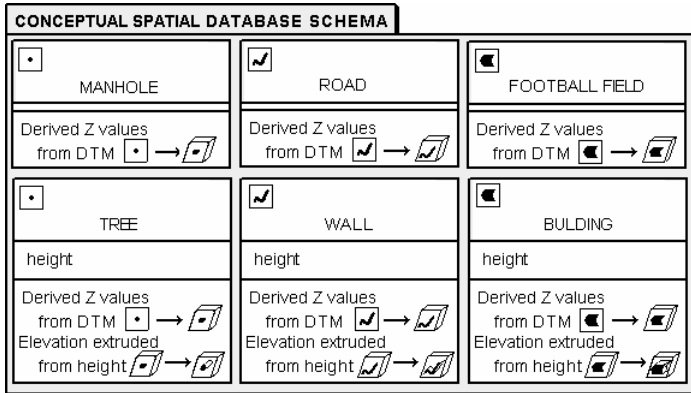 CONCEPTUAL SPATIAL DATABASE SCHEMA
MANHOLE
Derived Z values
from DTM
ROAD
Derived Z values
from DTM
FOOTBALL FIELD
Derived Z values
from DTM
TREE
height
Derived Z values
from DTM
Elevation extruded
from height
WALL
height
Derived Z values
from DTM
Elevation extruded
from height
BULDING
height
Derived Z values
from DTM
Elevation extruded
from height